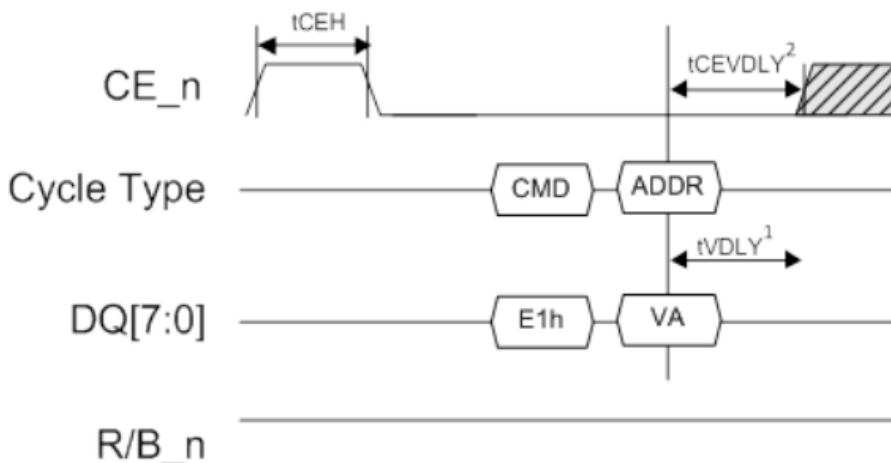 tCEH
tCEVDLY²
CE_n
Cycle Type
CMD
ADDR
tVDLY¹
DQ[7:0]
E1h
VA
R/B_n